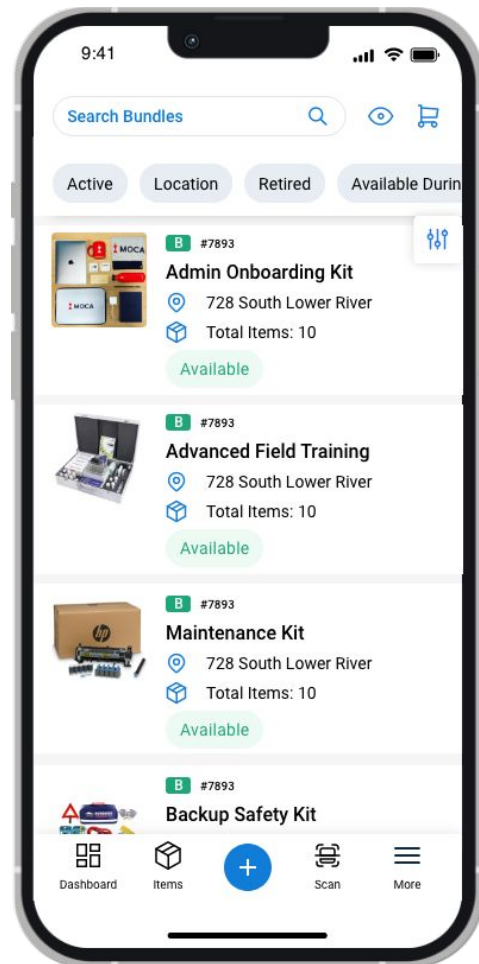 9:41
Search Bundles
Active Location Retired Available Durin
B #7893
MOCA
MOCA
Admin Onboarding Kit
728 South Lower River
Total Items: 10
Available
B #7893
Advanced Field Training
728 South Lower River
Total Items: 10
Available
B #7893
hp
Maintenance Kit
728 South Lower River
Total Items: 10
Available
B #7893
Backup Safety Kit
Dashboard Items Scan More